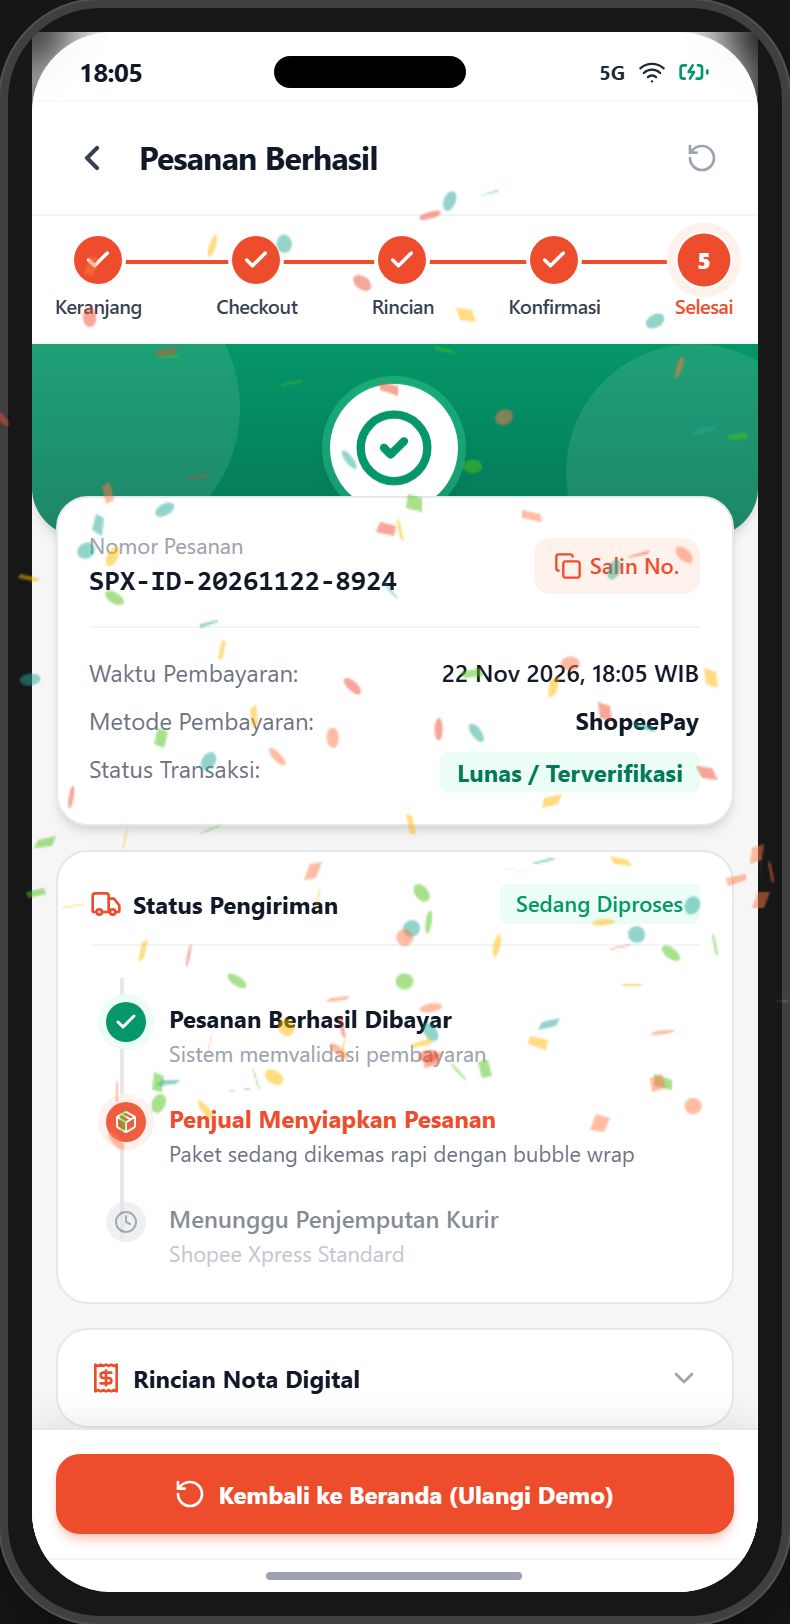 18:05
5G
Pesanan Berhasil
5
Keranjang
Checkout
Rincian
Konfirmasi
Selesai
Nomor Pesanan
SPX-ID-20261122-8924
Salin No.
Waktu Pembayaran: 22 Nov 2026, 18:05 WIB
Metode Pembayaran: ShopeePay
Status Transaksi: Lunas / Terverifikasi
Status Pengiriman
Sedang Diproses
Pesanan Berhasil Dibayar
Sistem memvalidasi pembayaran
Penjual Menyiapkan Pesanan
Paket sedang dikemas rapi dengan bubble wrap
Menunggu Penjemputan Kurir
Shopee Xpress Standard
Rincian Nota Digital
Kembali ke Beranda (Ulangi Demo)